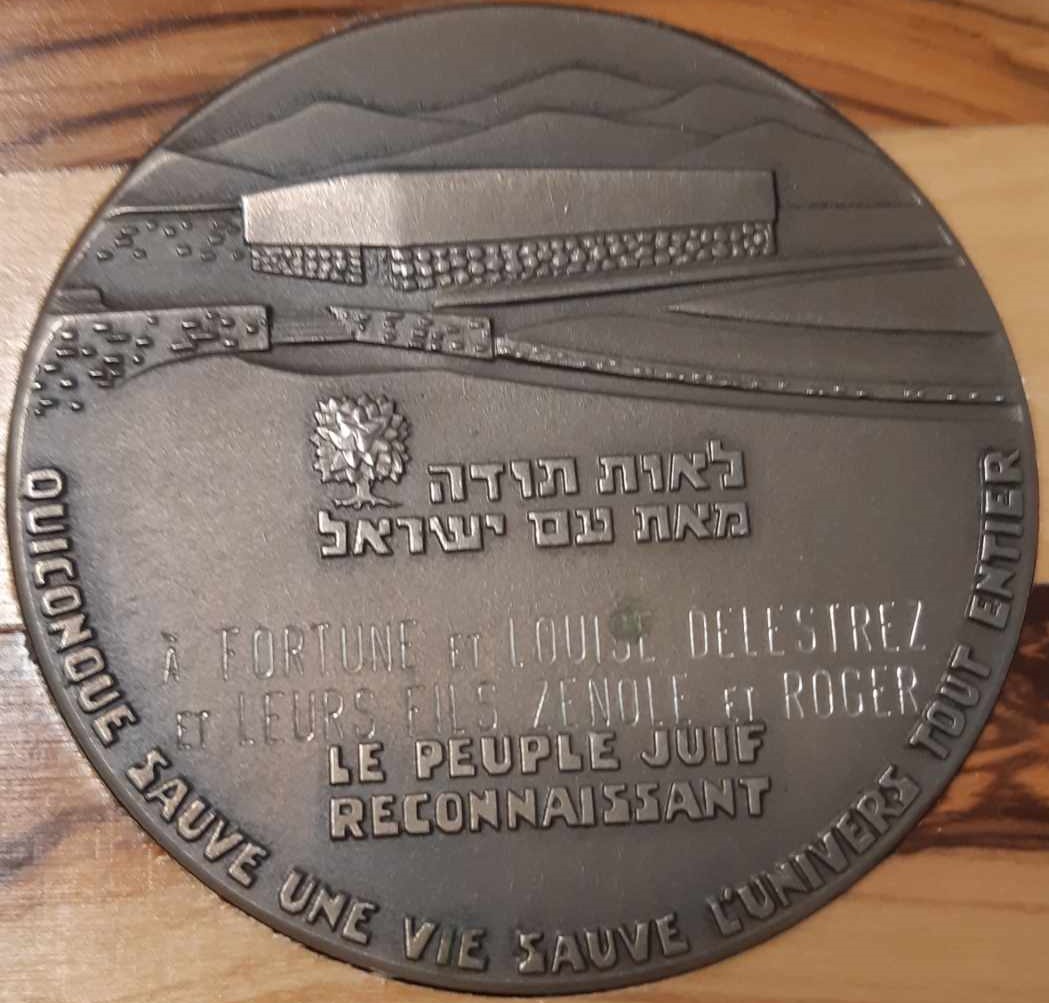 לאות תודה
מאת עם ישראל
À FORTUNE ET LOUISE DELESTREZ
ET LEURS FILS ZENOLE ET ROGER
LE PEUPLE JUIF
RECONNAISSANT
QUICONQUE SAUVE UNE VIE SAUVE L'UNIVERS TOUT ENTIER